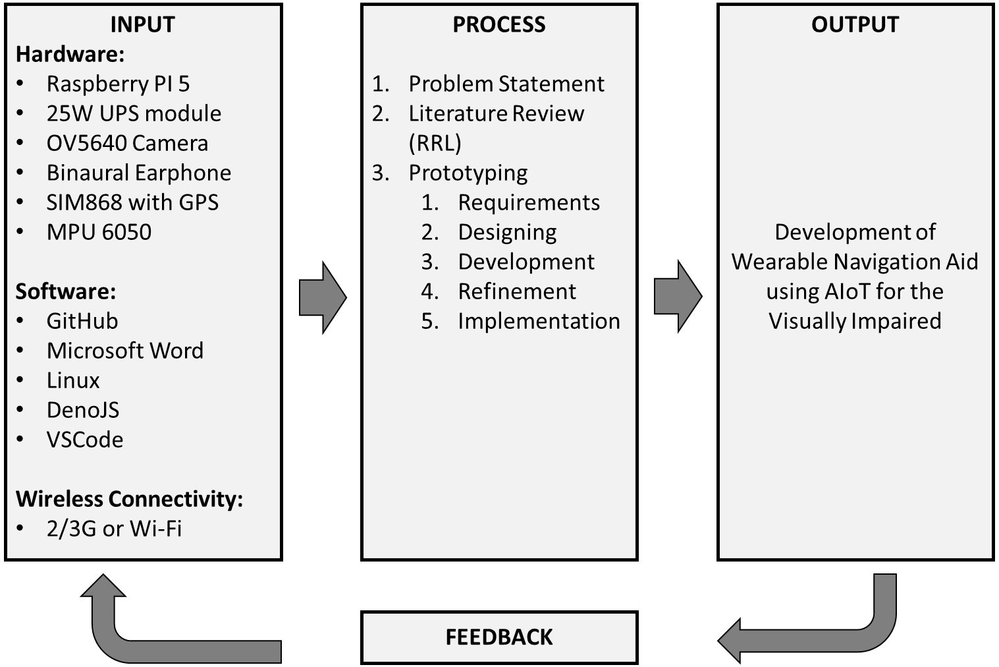 INPUT
Hardware:
• Raspberry PI 5
• 25W UPS module
• OV5640 Camera
• Binaural Earphone
• SIM868 with GPS
• MPU 6050
Software:
• GitHub
• Microsoft Word
• Linux
• DenoJS
• VSCode
Wireless Connectivity:
• 2/3G or Wi-Fi
PROCESS
1. Problem Statement
2. Literature Review
(RRL)
3. Prototyping
1. Requirements
2. Designing
3. Development
4. Refinement
5. Implementation
OUTPUT
Development of
Wearable Navigation Aid
using AIoT for the
Visually Impaired
FEEDBACK